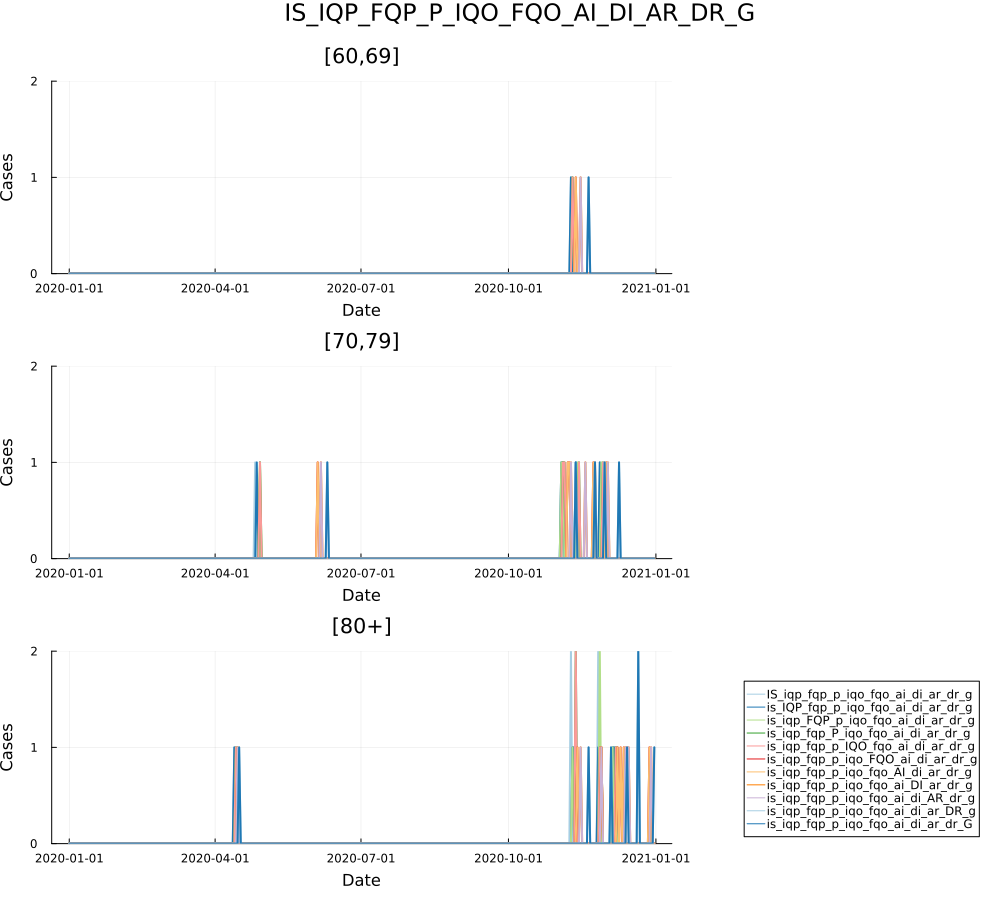 IS_IQP_FQP_P_IQO_FQO_AI_DI_AR_DR_G
[60,69]
2
1
0
Cases
2020-01-01 2020-04-01 2020-07-01 2020-10-01 2021-01-01
Date
[70,79]
2
1
0
Cases
2020-01-01 2020-04-01 2020-07-01 2020-10-01 2021-01-01
Date
[80+]
2
1
0
Cases
2020-01-01 2020-04-01 2020-07-01 2020-10-01 2021-01-01
Date
IS_iqp_fqp_p_iqo_fqo_ai_di_ar_dr_g
is_IQP_fqp_p_iqo_fqo_ai_di_ar_dr_g
is_iqp_FQP_p_iqo_fqo_ai_di_ar_dr_g
is_iqp_fqp_P_iqo_fqo_ai_di_ar_dr_g
is_iqp_fqp_p_IQO_fqo_ai_di_ar_dr_g
is_iqp_fqp_p_iqo_FQO_ai_di_ar_dr_g
is_iqp_fqp_p_iqo_fqo_AI_di_ar_dr_g
is_iqp_fqp_p_iqo_fqo_ai_DI_ar_dr_g
is_iqp_fqp_p_iqo_fqo_ai_di_AR_dr_g
is_iqp_fqp_p_iqo_fqo_ai_di_ar_DR_g
is_iqp_fqp_p_iqo_fqo_ai_di_ar_dr_G